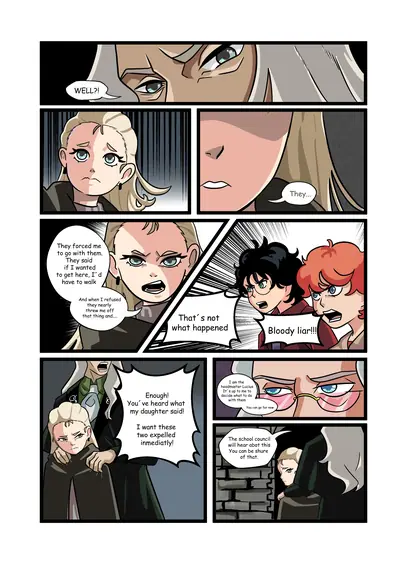 WELL?!
They...
They forced me
to go with them.
They said
if I wanted
to get here, I´d
have to walk
And when I refused
they nearly
threw me off
that thing and...
That´s not
what happened
Bloody liar!!!
Enough!
You´ve heard what
my daughter said!
I want these
two expelled
inmediatly!
I am the
headmaster Lucius
It´s up to me to
decide what to do
with them
You can go for now
The school council
will hear abot this
You can be shure
of that.